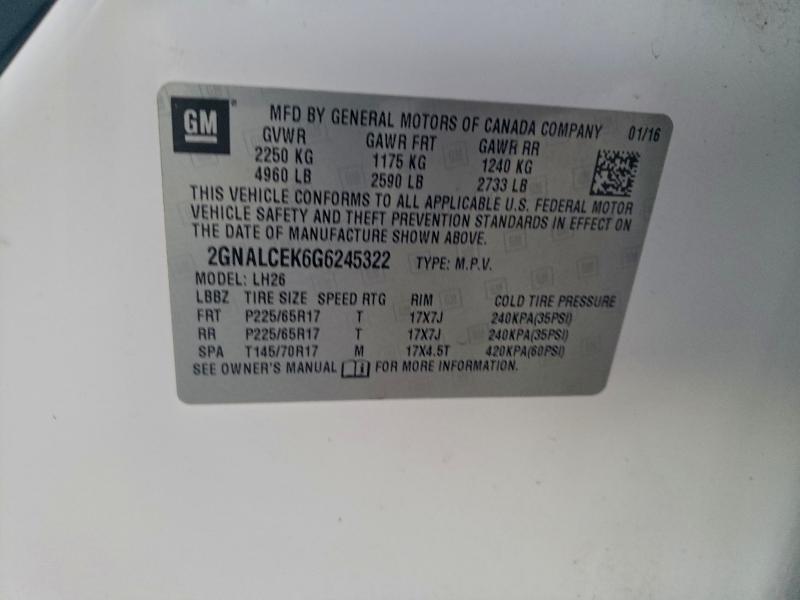 GM MFD BY GENERAL MOTORS OF CANADA COMPANY 01/16
GVWR GAWR FRT GAWR RR
2250 KG 1175 KG 1240 KG
4960 LB 2590 LB 2733 LB
THIS VEHICLE CONFORMS TO ALL APPLICABLE U.S. FEDERAL MOTOR
VEHICLE SAFETY AND THEFT PREVENTION STANDARDS IN EFFECT ON
THE DATE OF MANUFACTURE SHOWN ABOVE.
2GNALCEK6G6245322 TYPE: M.P.V.
MODEL: LH26
LBBZ TIRE SIZE SPEED RTG RIM COLD TIRE PRESSURE
FRT P225/65R17 T 17X7J 240KPA(35PSI)
RR P225/65R17 T 17X7J 240KPA(35PSI)
SPA T145/70R17 M 17X4.5T 420KPA(60PSI)
SEE OWNER'S MANUAL FOR MORE INFORMATION.